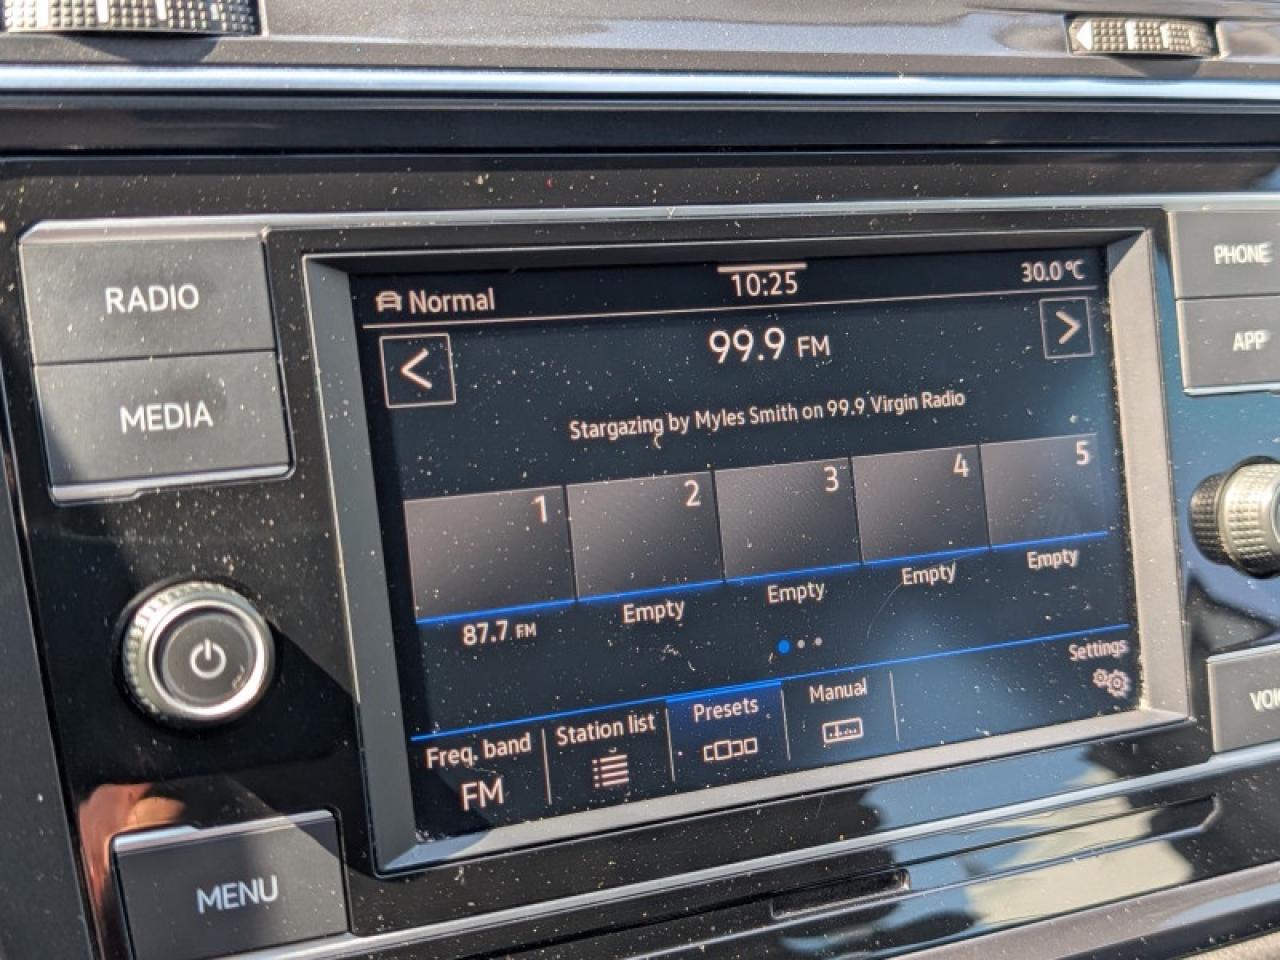 RADIO
MEDIA
MENU
Normal
10:25
30.0 °C
<
99.9 FM
>
Stargazing by Myles Smith on 99.9 Virgin Radio
1
2
3
4
5
87.7 FM
Empty
Empty
Empty
Empty
Settings
Freq. band
FM
Station list
Presets
Manual
PHONE
APP